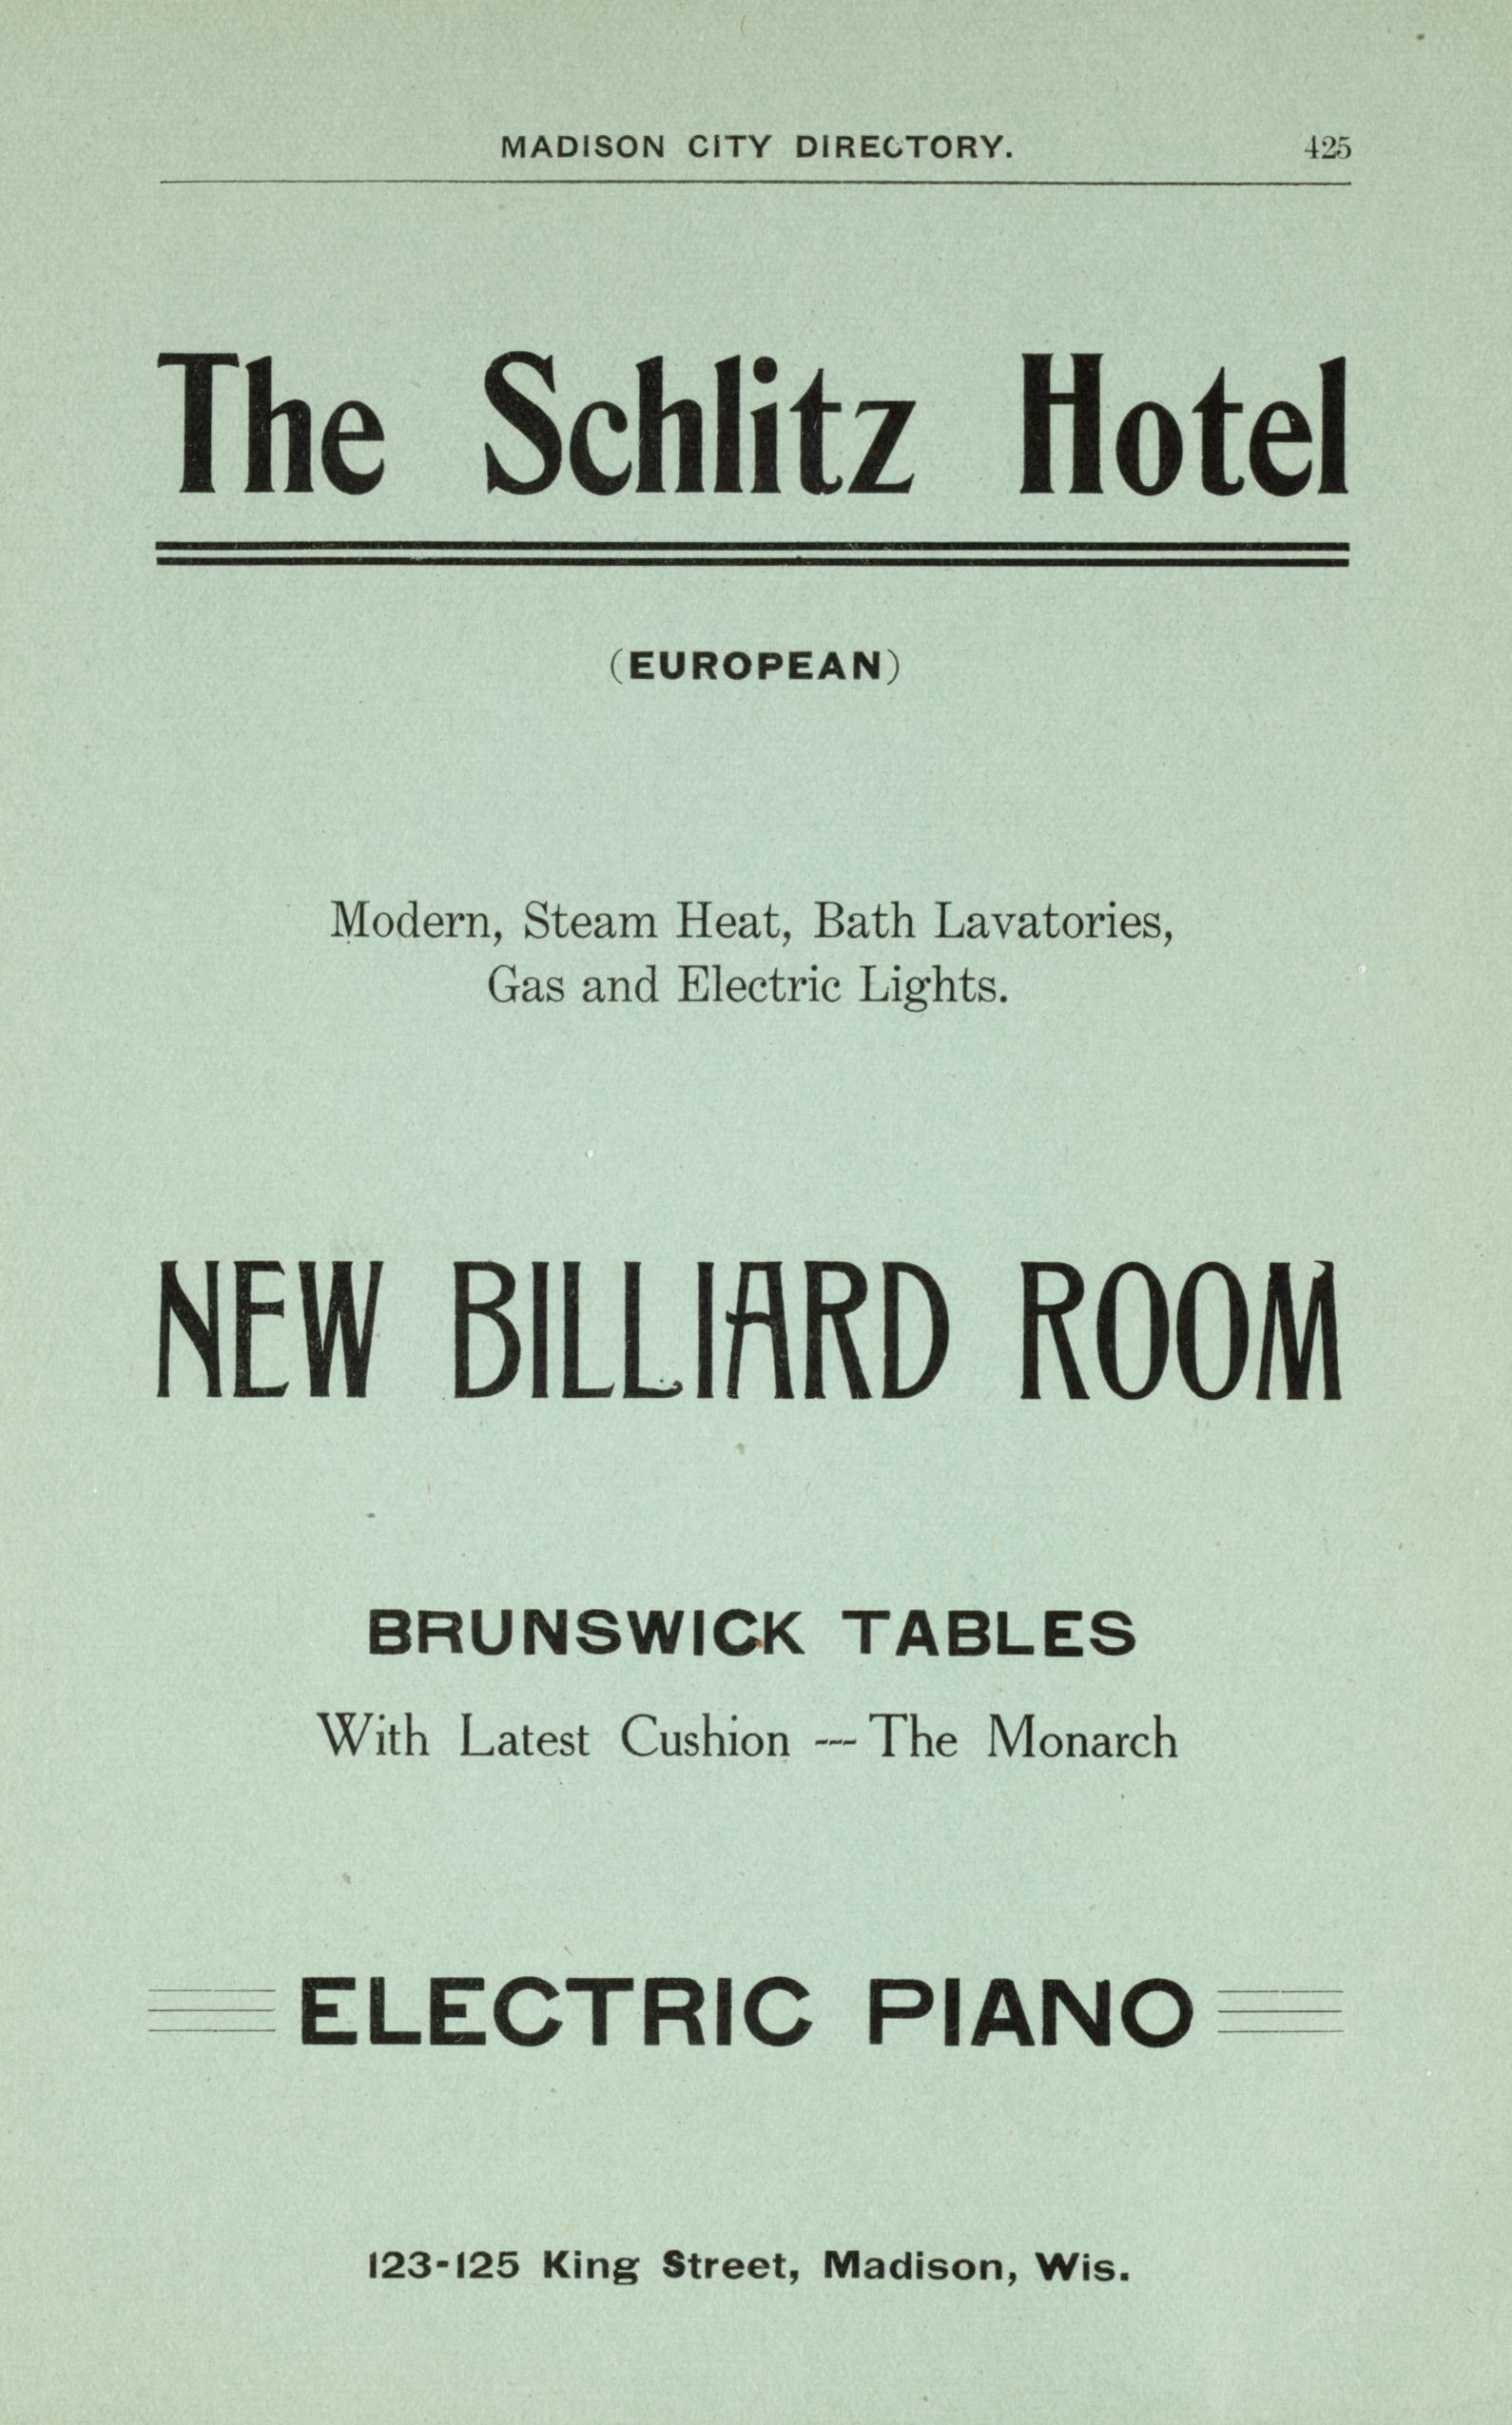 MADISON CITY DIRECTORY. 425
The Schlitz Hotel
(EUROPEAN)
Modern, Steam Heat, Bath Lavatories,
Gas and Electric Lights.
NEW BILLIARD ROOM
BRUNSWICK TABLES
With Latest Cushion --- The Monarch
ELECTRIC PIANO
123-125 King Street, Madison, Wis.